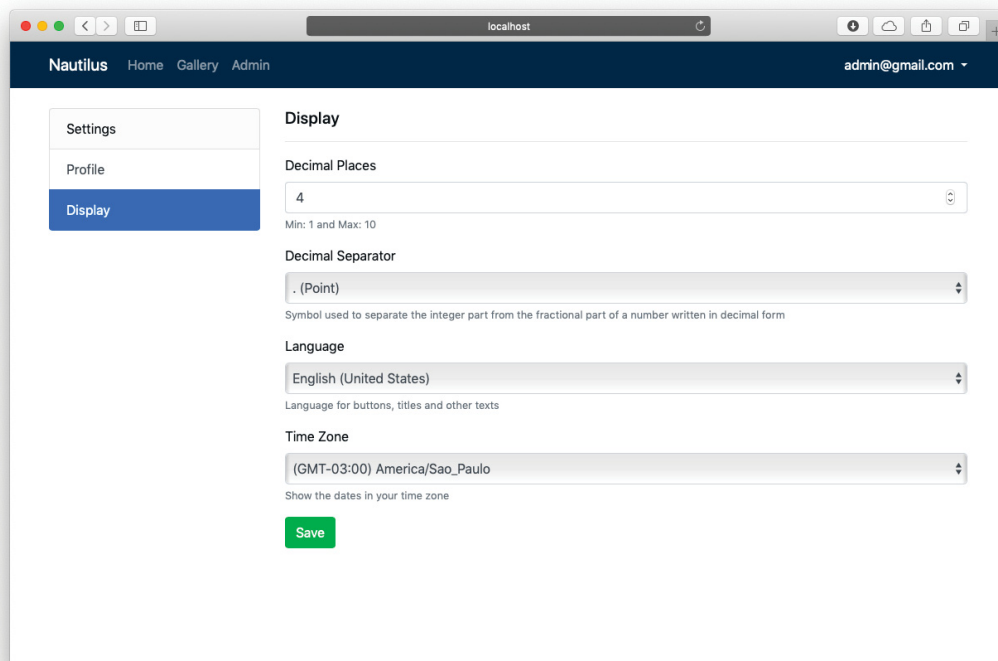 localhost
Nautilus Home Gallery Admin admin@gmail.com
Settings
Profile
Display
Display
Decimal Places
4
Min: 1 and Max: 10
Decimal Separator
. (Point)
Symbol used to separate the integer part from the fractional part of a number written in decimal form
Language
English (United States)
Language for buttons, titles and other texts
Time Zone
(GMT-03:00) America/Sao_Paulo
Show the dates in your time zone
Save